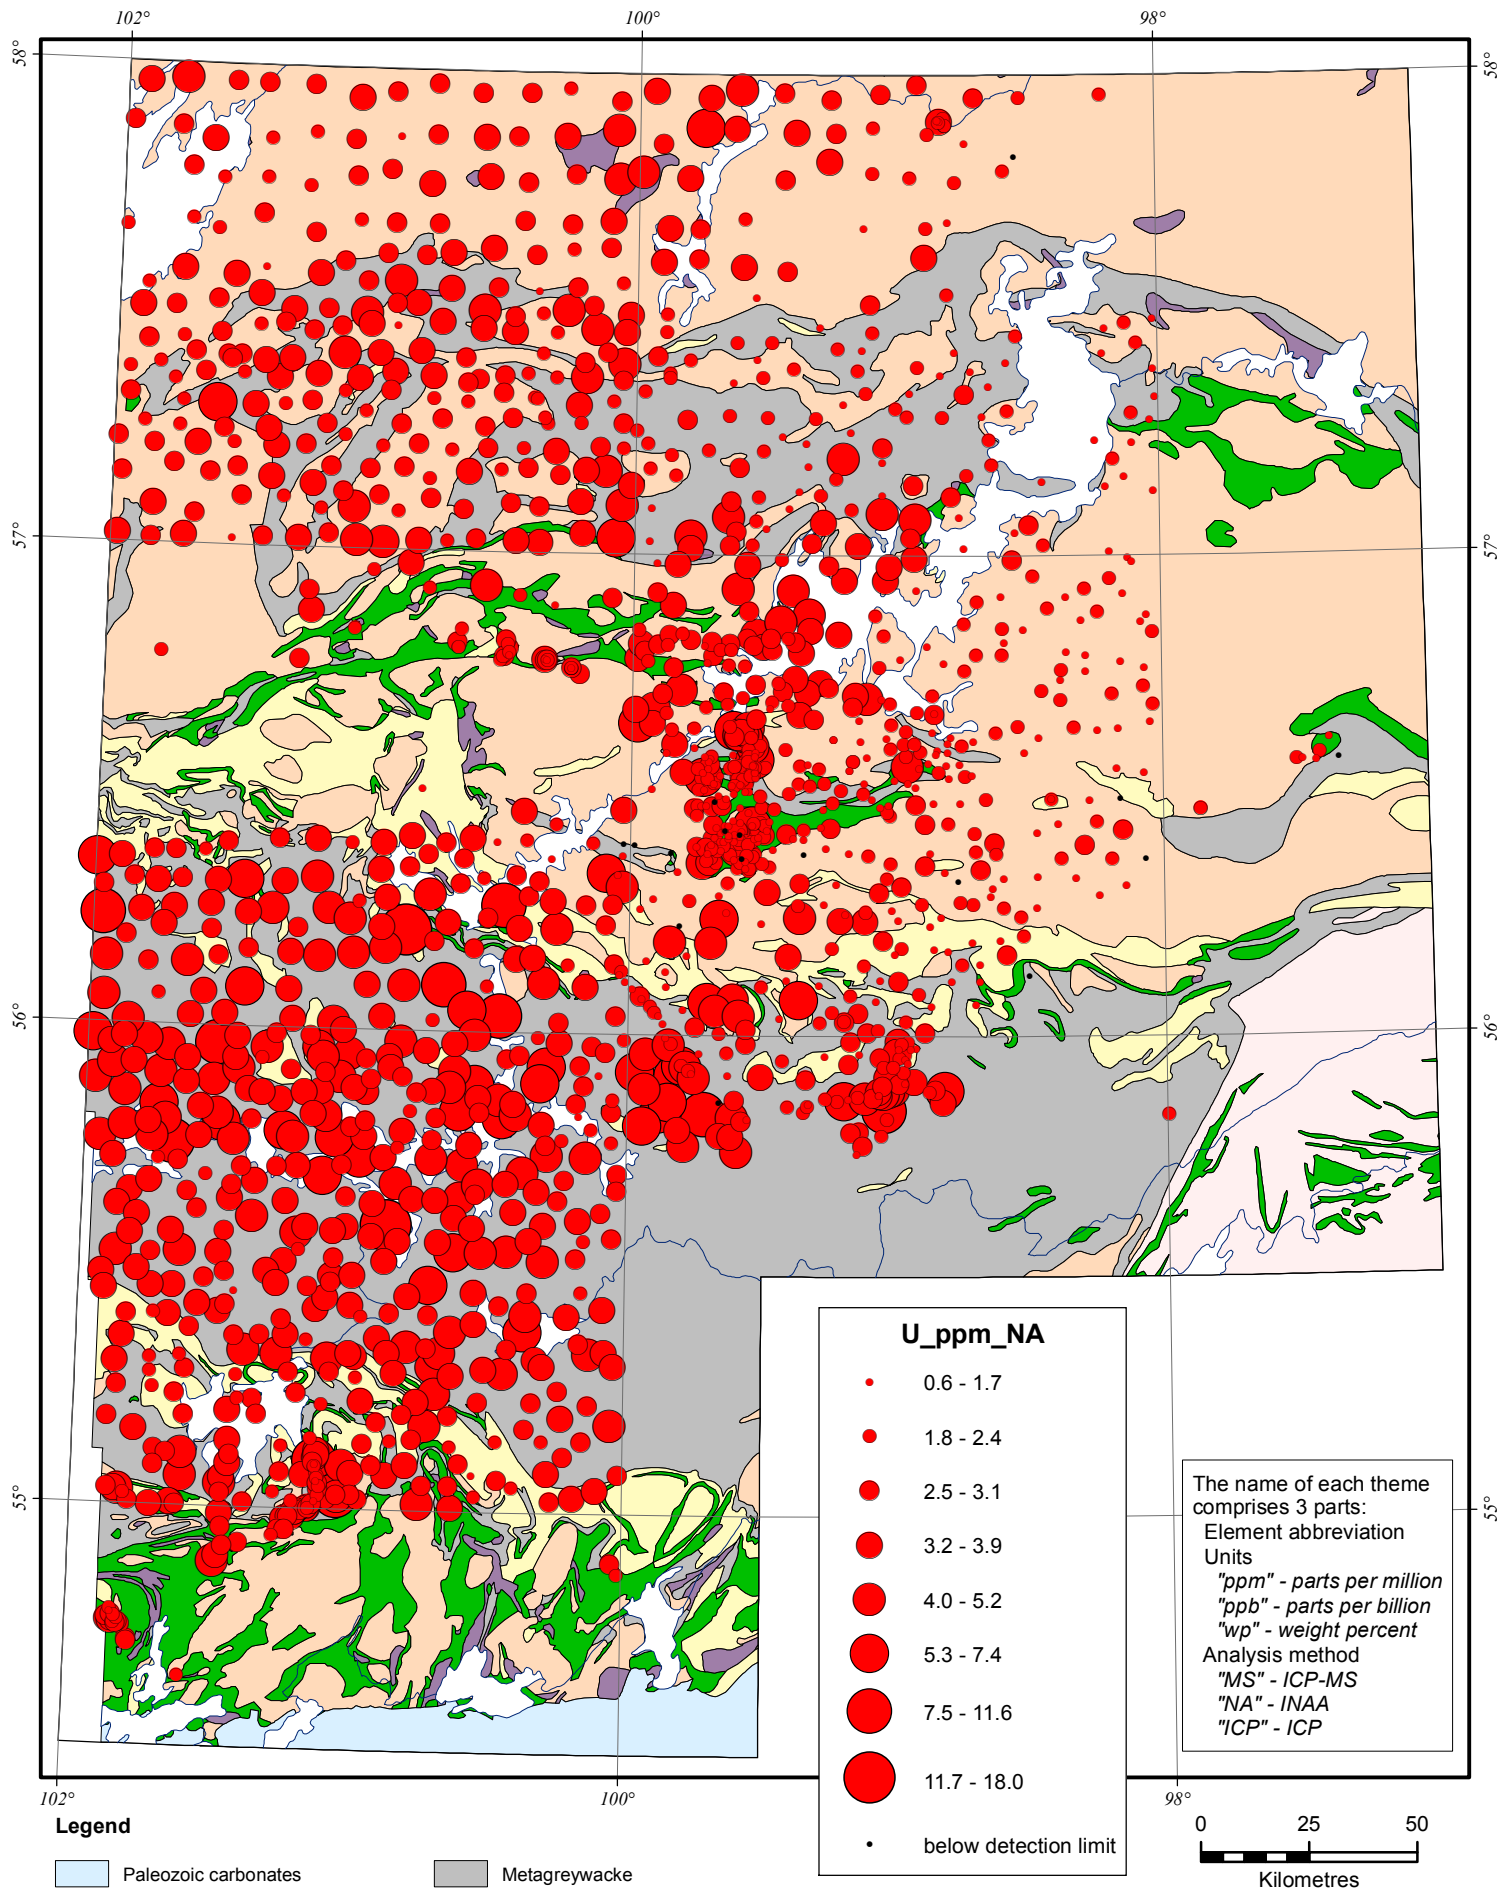 102°
100°
98°
58°
58°
57°
57°
56°
56°
55°
55°
U_ppm_NA
0.6 - 1.7
1.8 - 2.4
2.5 - 3.1
3.2 - 3.9
4.0 - 5.2
5.3 - 7.4
7.5 - 11.6
11.7 - 18.0
below detection limit
The name of each theme
comprises 3 parts:
Element abbreviation
Units
"ppm" - parts per million
"ppb" - parts per billion
"wp" - weight percent
Analysis method
"MS" - ICP-MS
"NA" - INAA
"ICP" - ICP
102°
100°
98°
Legend
Paleozoic carbonates
Metagreywacke
0 25 50
Kilometres